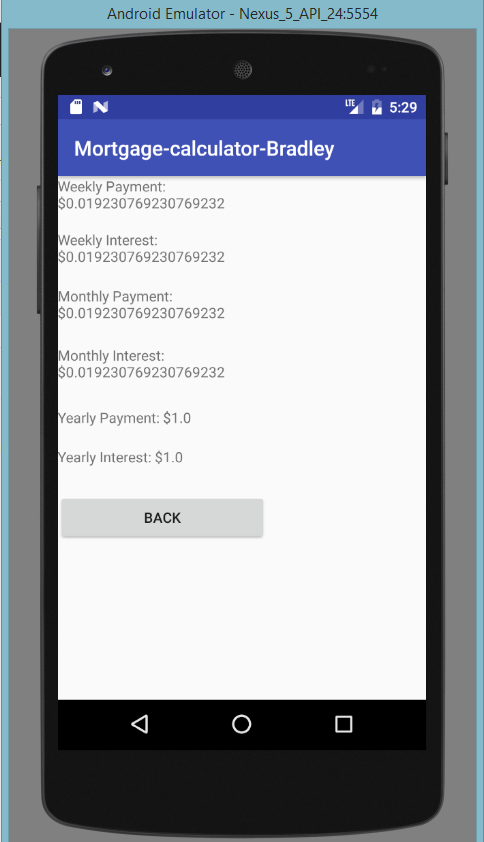 Android Emulator - Nexus_5_API_24:5554
LTE 5:29
Mortgage-calculator-Bradley
Weekly Payment:
$0.019230769230769232
Weekly Interest:
$0.019230769230769232
Monthly Payment:
$0.019230769230769232
Monthly Interest:
$0.019230769230769232
Yearly Payment: $1.0
Yearly Interest: $1.0
BACK